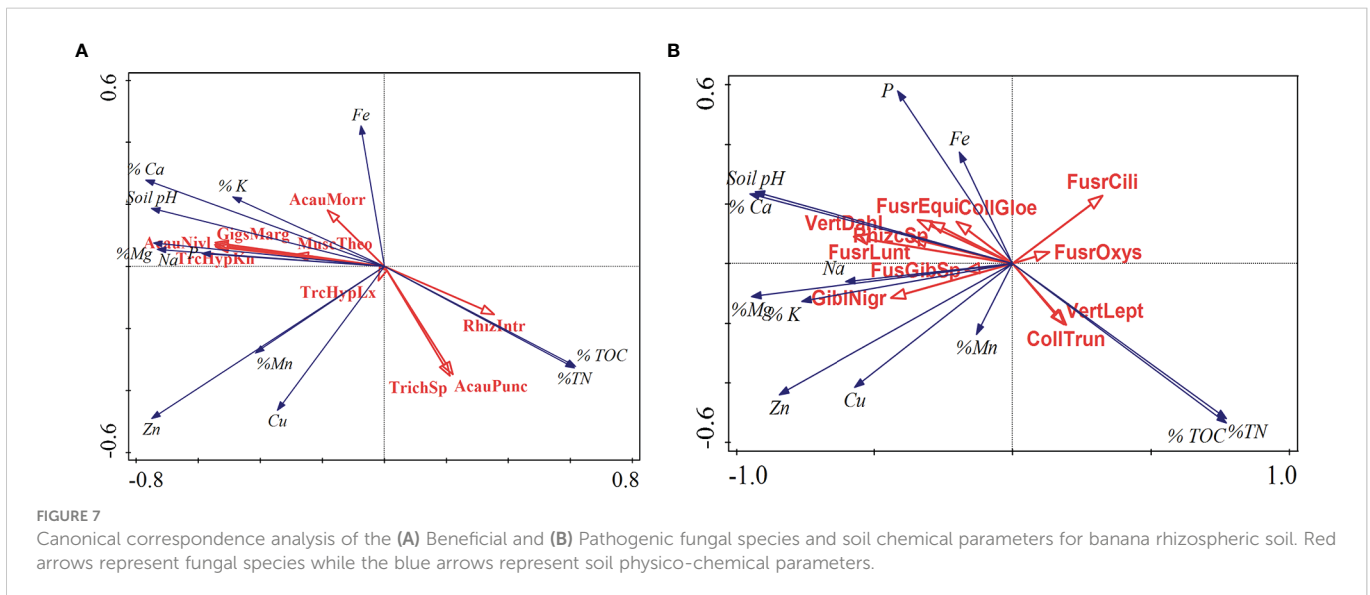 A
0.6
Fe
% Ca
% K
Soil pH
AcauMorr
GigsMarg
AcauNivl
MuscTheo
%Mg
Na
P
TrcHypKn
TrcHypLx
RhizIntr
% TOC
%TN
%Mn
TrichSp
AcauPunc
Cu
Zn
-0.6
-0.8
0.8
B
0.6
P
Fe
Soil pH
% Ca
FusrCili
FusrEqui
CollGloe
VertDahl
RhizcSp
FusrLunt
FusrOxys
Na
FusGibSp
GiblNigr
%Mg
% K
VertLept
CollTrun
%Mn
Zn
Cu
% TOC
%TN
-0.6
-1.0
1.0
FIGURE 7
Canonical correspondence analysis of the (A) Beneficial and (B) Pathogenic fungal species and soil chemical parameters for banana rhizospheric soil. Red
arrows represent fungal species while the blue arrows represent soil physico-chemical parameters.